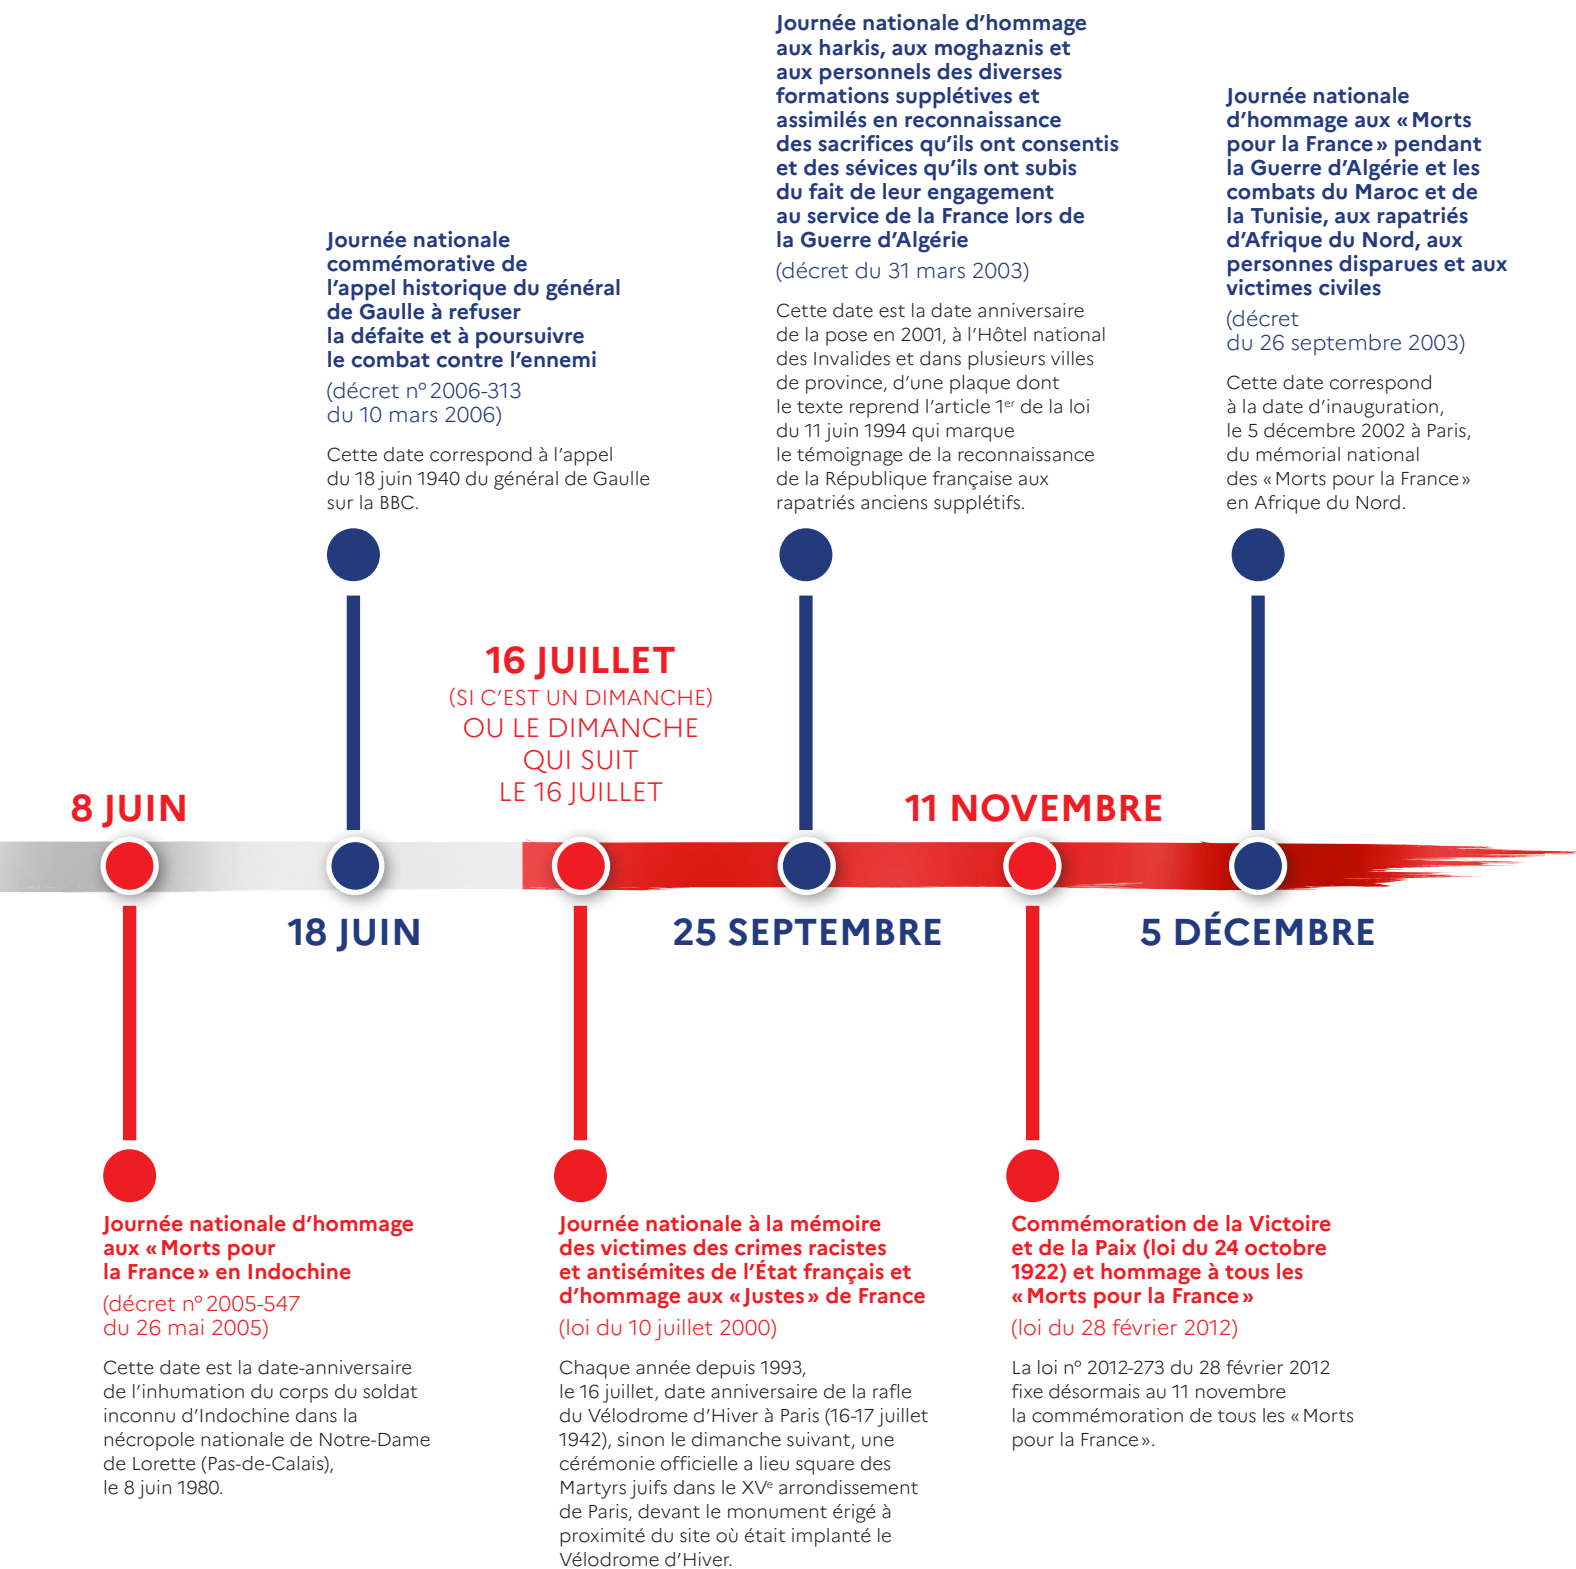 Journée nationale d’hommage
aux harkis, aux moghaznis et
aux personnels des diverses
formations supplétives et
assimilés en reconnaissance
des sacrifices qu’ils ont consentis
et des sévices qu’ils ont subis
du fait de leur engagement
au service de la France lors de
la Guerre d’Algérie
(décret du 31 mars 2003)
Cette date est la date anniversaire
de la pose en 2001, à l’Hôtel national
des Invalides et dans plusieurs villes
de province, d’une plaque dont
le texte reprend l’article 1er de la loi
du 11 juin 1994 qui marque
le témoignage de la reconnaissance
de la République française aux
rapatriés anciens supplétifs.
Journée nationale
d’hommage aux « Morts
pour la France » pendant
la Guerre d’Algérie et les
combats du Maroc et de
la Tunisie, aux rapatriés
d’Afrique du Nord, aux
personnes disparues et aux
victimes civiles
(décret
du 26 septembre 2003)
Cette date correspond
à la date d’inauguration,
le 5 décembre 2002 à Paris,
du mémorial national
des « Morts pour la France »
en Afrique du Nord.
Journée nationale
commémorative de
l’appel historique du général
de Gaulle à refuser
la défaite et à poursuivre
le combat contre l’ennemi
(décret nº 2006-313
du 10 mars 2006)
Cette date correspond à l’appel
du 18 juin 1940 du général de Gaulle
sur la BBC.
16 JUILLET
(SI C’EST UN DIMANCHE)
OU LE DIMANCHE
QUI SUIT
LE 16 JUILLET
8 JUIN
11 NOVEMBRE
18 JUIN
25 SEPTEMBRE
5 DÉCEMBRE
Journée nationale d’hommage
aux « Morts pour
la France » en Indochine
(décret nº 2005-547
du 26 mai 2005)
Cette date est la date-anniversaire
de l’inhumation du corps du soldat
inconnu d’Indochine dans la
nécropole nationale de Notre-Dame
de Lorette (Pas-de-Calais),
le 8 juin 1980.
Journée nationale à la mémoire
des victimes des crimes racistes
et antisémites de l’État français et
d’hommage aux « Justes » de France
(loi du 10 juillet 2000)
Chaque année depuis 1993,
le 16 juillet, date anniversaire de la rafle
du Vélodrome d’Hiver à Paris (16-17 juillet
1942), sinon le dimanche suivant, une
cérémonie officielle a lieu square des
Martyrs juifs dans le XVe arrondissement
de Paris, devant le monument érigé à
proximité du site où était implanté le
Vélodrome d’Hiver.
Commémoration de la Victoire
et de la Paix (loi du 24 octobre
1922) et hommage à tous les
« Morts pour la France »
(loi du 28 février 2012)
La loi nº 2012-273 du 28 février 2012
fixe désormais au 11 novembre
la commémoration de tous les « Morts
pour la France ».